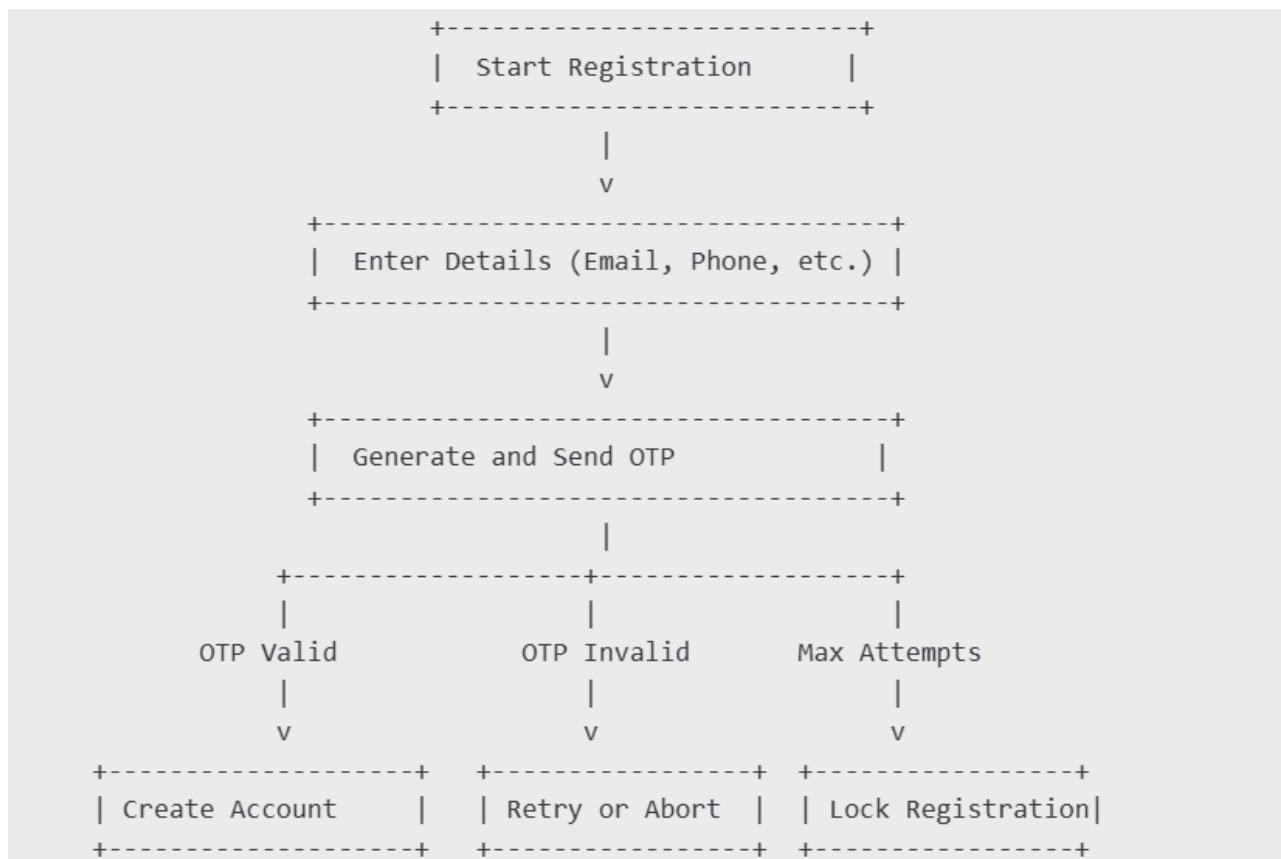 +---------------------------+
|  Start Registration      |
+---------------------------+
|
v
+-------------------------------------+
|  Enter Details (Email, Phone, etc.) |
+-------------------------------------+
|
v
+-------------------------------------+
|  Generate and Send OTP             |
+-------------------------------------+
|
+-------------------+-------------------+
|                   |                   |
OTP Valid            OTP Invalid       Max Attempts
|                   |                   |
v                   v                   v
+--------------------+   +-----------------+  +-----------------+
| Create Account     |   | Retry or Abort  |  | Lock Registration|
+--------------------+   +-----------------+  +-----------------+